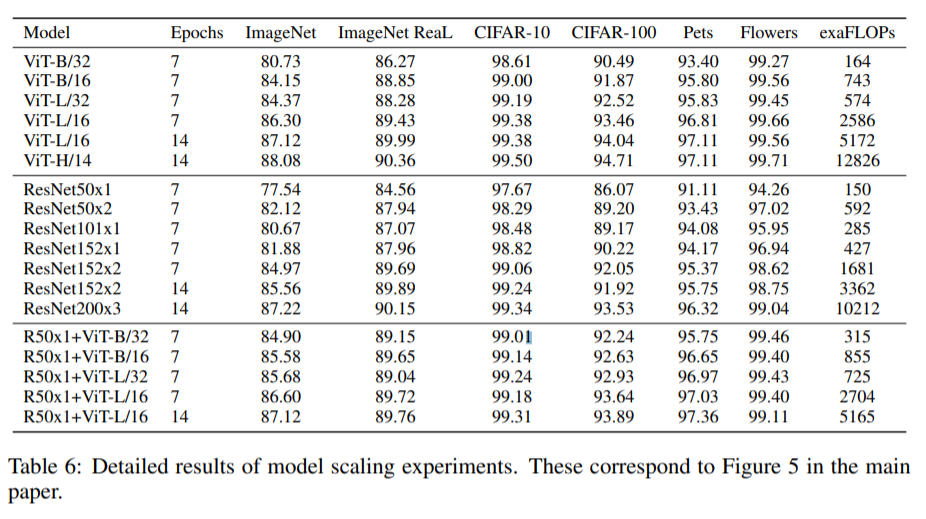 Model Epochs ImageNet ImageNet ReaL CIFAR-10 CIFAR-100 Pets Flowers exaFLOPs
ViT-B/32 7 80.73 86.27 98.61 90.49 93.40 99.27 164
ViT-B/16 7 84.15 88.85 99.00 91.87 95.80 99.56 743
ViT-L/32 7 84.37 88.28 99.19 92.52 95.83 99.45 574
ViT-L/16 7 86.30 89.43 99.38 93.46 96.81 99.66 2586
ViT-L/16 14 87.12 89.99 99.38 94.04 97.11 99.56 5172
ViT-H/14 14 88.08 90.36 99.50 94.71 97.11 99.71 12826
ResNet50x1 7 77.54 84.56 97.67 86.07 91.11 94.26 150
ResNet50x2 7 82.12 87.94 98.29 89.20 93.43 97.02 592
ResNet101x1 7 80.67 87.07 98.48 89.17 94.08 95.95 285
ResNet152x1 7 81.88 87.96 98.82 90.22 94.17 96.94 427
ResNet152x2 7 84.97 89.69 99.06 92.05 95.37 98.62 1681
ResNet152x2 14 85.56 89.89 99.24 91.92 95.75 98.75 3362
ResNet200x3 14 87.22 90.15 99.34 93.53 96.32 99.04 10212
R50x1+ViT-B/32 7 84.90 89.15 99.01 92.24 95.75 99.46 315
R50x1+ViT-B/16 7 85.58 89.65 99.14 92.63 96.65 99.40 855
R50x1+ViT-L/32 7 85.68 89.04 99.24 92.93 96.97 99.43 725
R50x1+ViT-L/16 7 86.60 89.72 99.18 93.64 97.03 99.40 2704
R50x1+ViT-L/16 14 87.12 89.76 99.31 93.89 97.36 99.11 5165
Table 6: Detailed results of model scaling experiments. These correspond to Figure 5 in the main
paper.